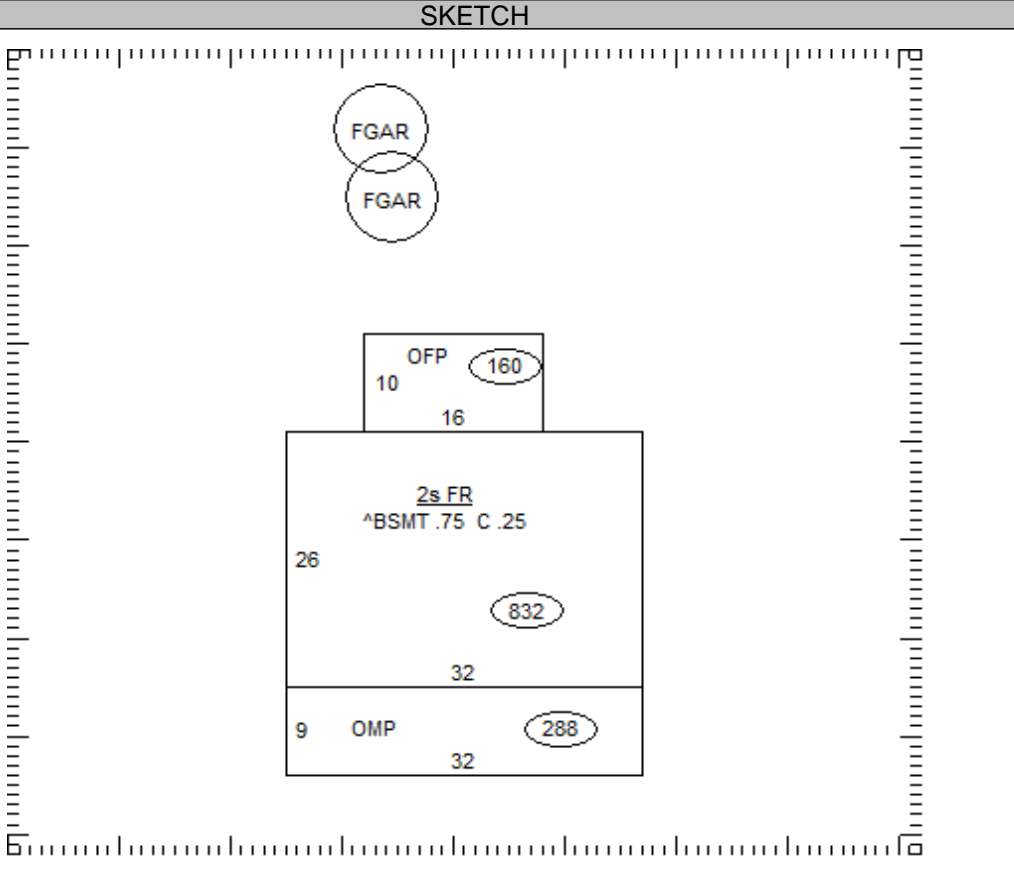 SKETCH
FGAR
FGAR
OFP 160
10
16
2s FR
^BSMT .75 C .25
26
832
32
9 OMP 288
32